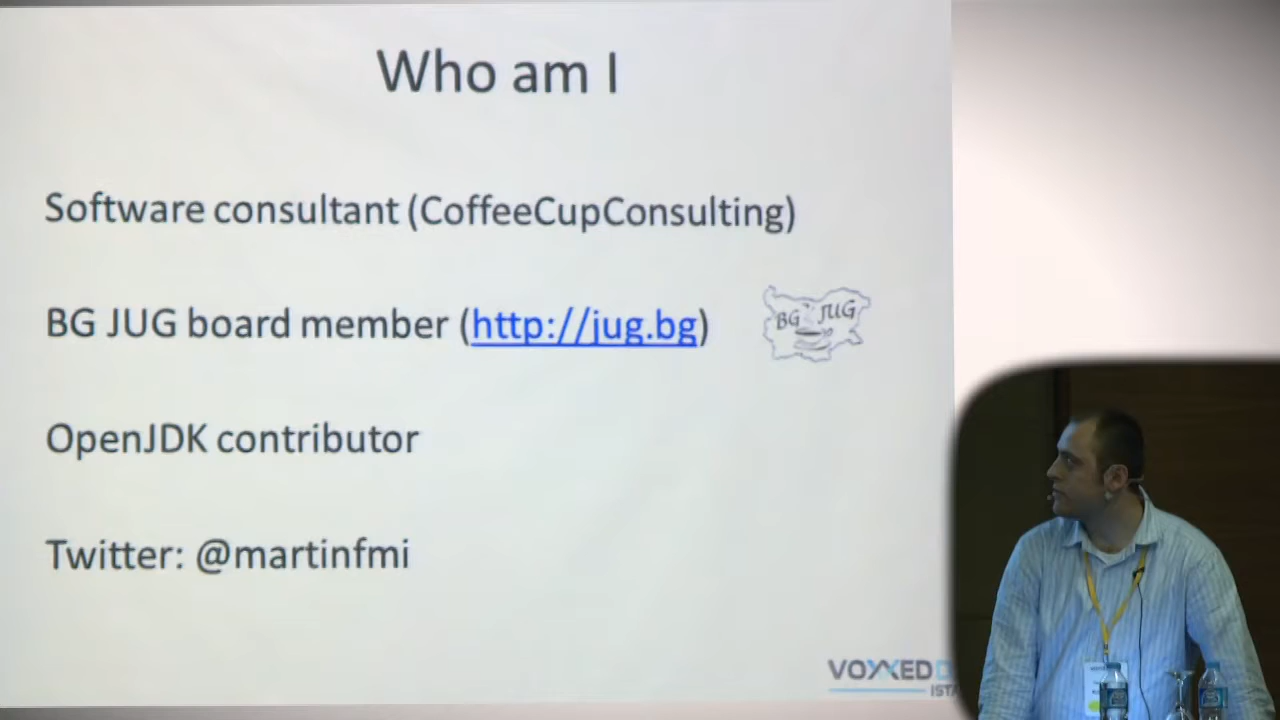 Who am I
Software consultant (CoffeeCupConsulting)
BG JUG board member (http://jug.bg)
BG JUG
OpenJDK contributor
Twitter: @martinfmi
VOXXED